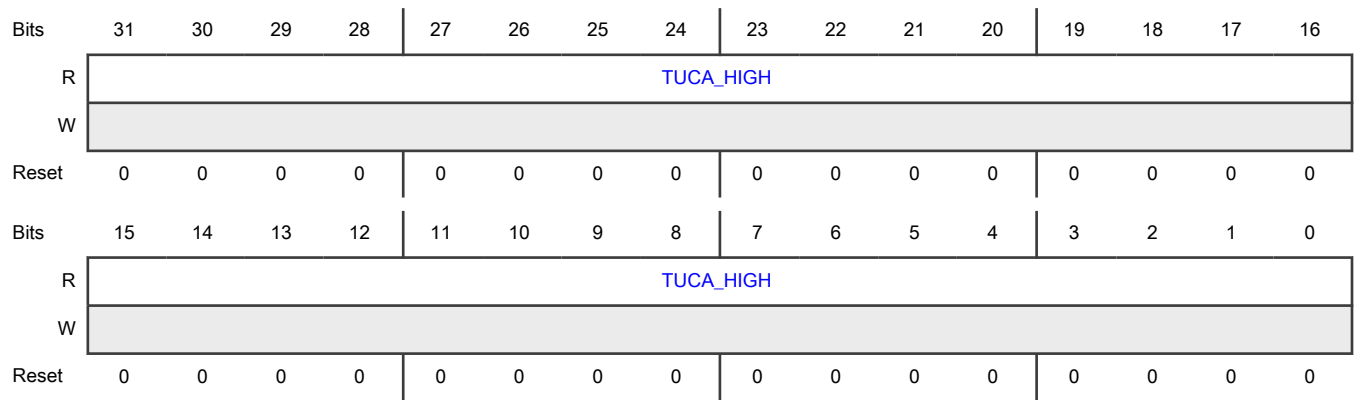 Bits 31 30 29 28 27 26 25 24 23 22 21 20 19 18 17 16
R TUCA_HIGH
W
Reset 0 0 0 0 0 0 0 0 0 0 0 0 0 0 0 0
Bits 15 14 13 12 11 10 9 8 7 6 5 4 3 2 1 0
R TUCA_HIGH
W
Reset 0 0 0 0 0 0 0 0 0 0 0 0 0 0 0 0